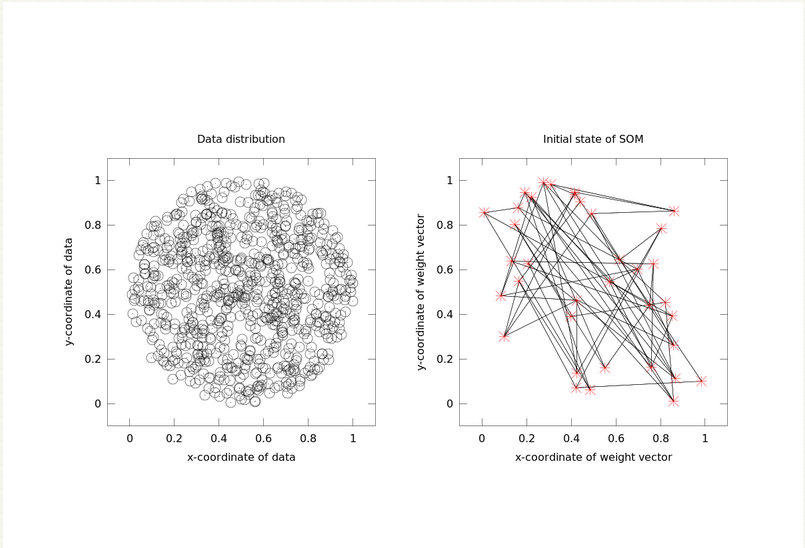 Data distribution
y-coordinate of data
1
0.8
0.6
0.4
0.2
0
0 0.2 0.4 0.6 0.8 1
x-coordinate of data
Initial state of SOM
y-coordinate of weight vector
1
0.8
0.6
0.4
0.2
0
0 0.2 0.4 0.6 0.8 1
x-coordinate of weight vector